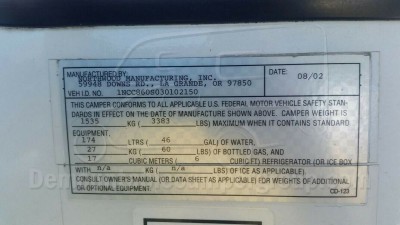 MANUFACTURED BY: DATE: 08/02
NORTHWOOD MANUFACTURING, INC.
59948 DOWNS RD., LA GRANDE, OR 97850
VEH I.D. NO. 1NCC8608030102150
THIS CAMPER CONFORMS TO ALL APPLICABLE U.S. FEDERAL MOTOR VEHICLE SAFETY STAN-
DARDS IN EFFECT ON THE DATE OF MANUFACTURE SHOWN ABOVE. CAMPER WEIGHT IS
1535 KG ( 3383 LBS) MAXIMUM WHEN IT CONTAINS STANDARD
EQUIPMENT,
174 LTRS ( 46 GAL) OF WATER,
27 KG ( 60 LBS) OF BOTTLED GAS, AND
17 CUBIC METERS ( 6 CUBIC FT) REFRIGERATOR (OR ICE BOX
WITH n/a KG ( n/a LBS) OF ICE AS APPLICABLE).
CONSULT OWNER'S MANUAL (OR DATA SHEET AS APPLICABLE) FOR WEIGHTS OF ADDITIONAL
OR OPTIONAL EQUIPMENT. CD-123